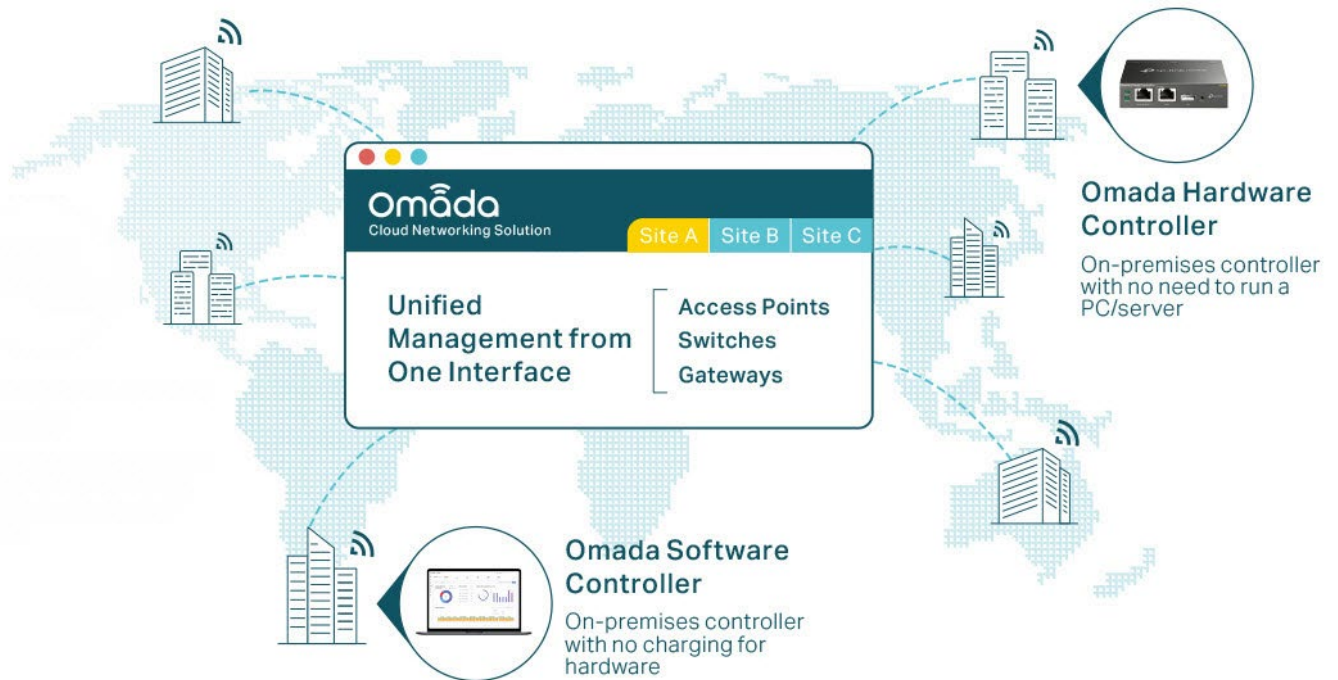 Omada
Cloud Networking Solution
Site A
Site B
Site C
Unified
Management from
One Interface
Access Points
Switches
Gateways
Omada Hardware
Controller
On-premises controller
with no need to run a
PC/server
Omada Software
Controller
On-premises controller
with no charging for
hardware